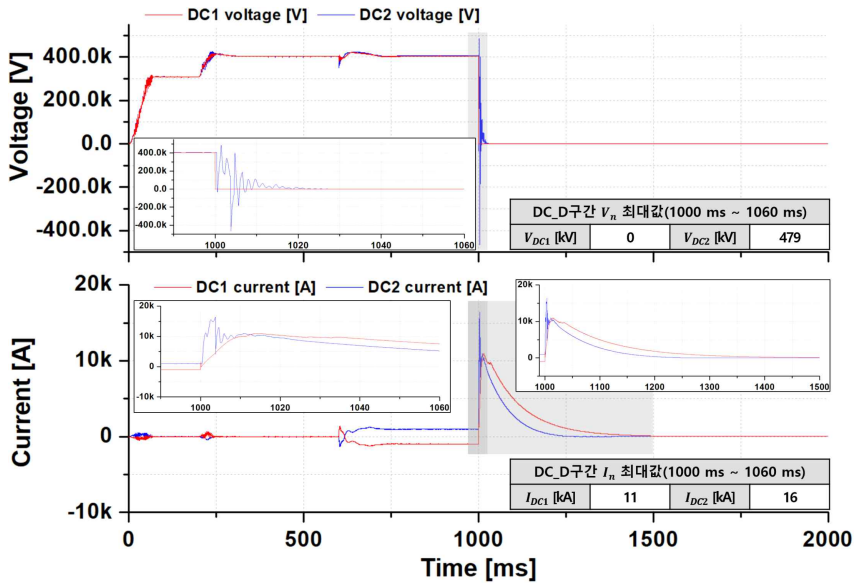 DC1 voltage [V] DC2 voltage [V]
Voltage [V]
400.0k
200.0k
0.0
-200.0k
-400.0k
400.0k
200.0k
0.0
-200.0k
-400.0k
1000 1020 1040 1060
DC_D구간 Vn 최대값(1000 ms ~ 1060 ms)
VDC1 [kV] 0 VDC2 [kV] 479
DC1 current [A] DC2 current [A]
Current [A]
20k
10k
0
-10k
20k
10k
0
-10k
1000 1020 1040 1060
20k
10k
0
-10k
1000 1100 1200 1300 1400 1500
DC_D구간 In 최대값(1000 ms ~ 1060 ms)
IDC1 [kA] 11 IDC2 [kA] 16
0 500 1000 1500 2000
Time [ms]